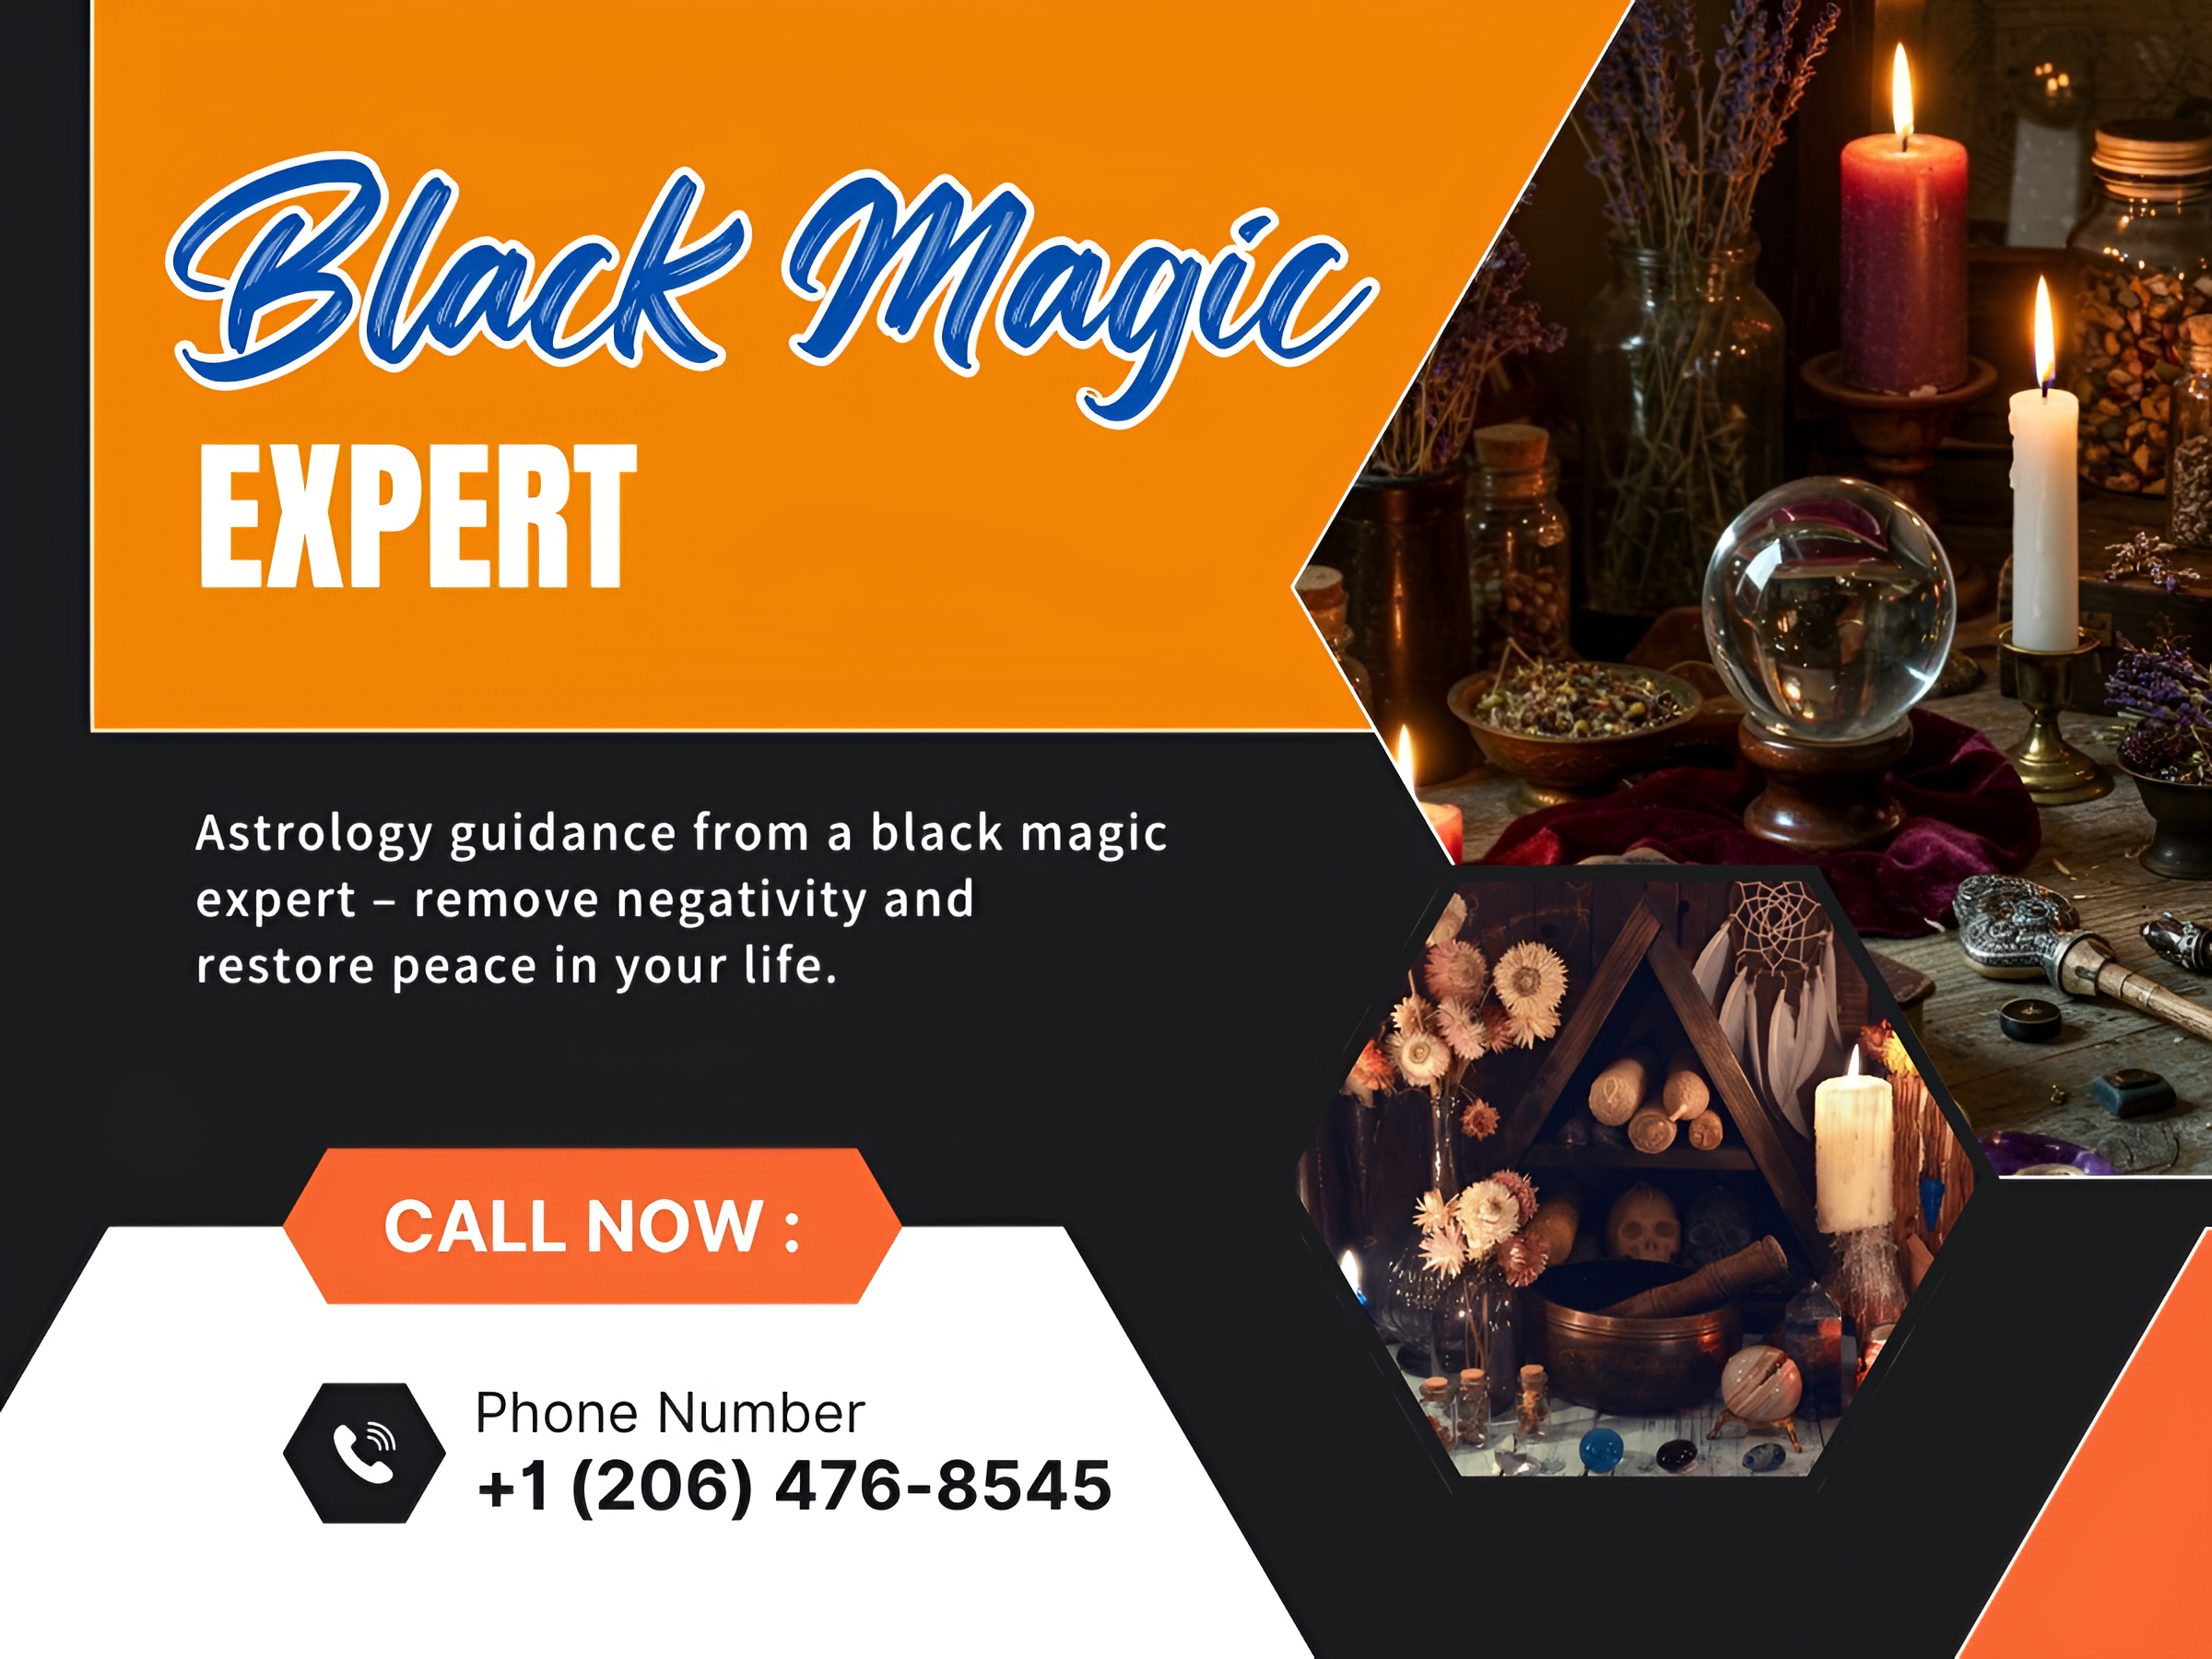 Black Magic
EXPERT
Astrology guidance from a black magic
expert – remove negativity and
restore peace in your life.
CALL NOW :
Phone Number
+1 (206) 476-8545